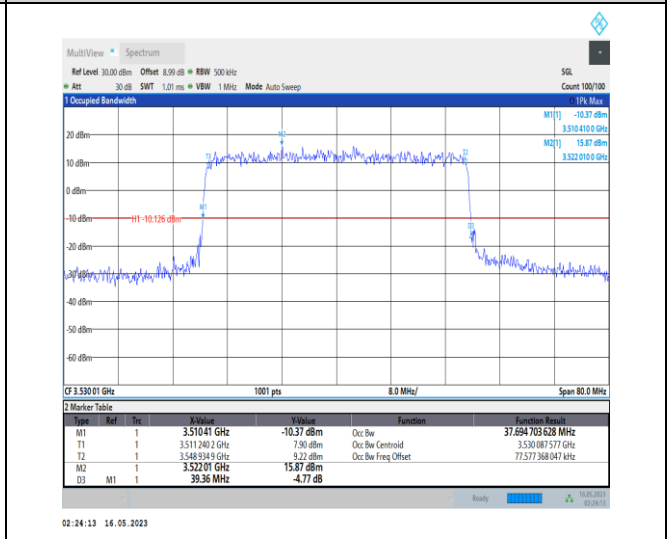 MultiView Spectrum
Ref Level 30.00 dBm Offset 8.99 dB RBW 500 kHz SGL
Att 30 dB SWT 1.01 ms VBW 1 MHz Mode Auto Sweep Count 100/100
1 Occupied Bandwidth 1Pk Max
M1[1] -10.37 dBm
3.510 410 0 GHz
M2[1] 15.87 dBm
3.522 010 0 GHz
20 dBm
M2
T1
T2
10 dBm
0 dBm
M1
-10 dBm
H1 -10.126 dBm
D3
-20 dBm
-30 dBm
-40 dBm
-50 dBm
-60 dBm
CF 3.530 01 GHz 1001 pts 8.0 MHz/ Span 80.0 MHz
2 Marker Table
Type Ref Trc X-Value Y-Value Function Function Result
M1 1 3.510 41 GHz -10.37 dBm Occ Bw 37.694 703 628 MHz
T1 1 3.511 240 2 GHz 7.90 dBm Occ Bw Centroid 3.530 087 577 GHz
T2 1 3.548 934 9 GHz 9.22 dBm Occ Bw Freq Offset 77.577 368 047 kHz
M2 1 3.522 01 GHz 15.87 dBm
D3 M1 1 39.36 MHz -4.77 dB
Ready 16.05.2023
02:24:13
02:24:13 16.05.2023